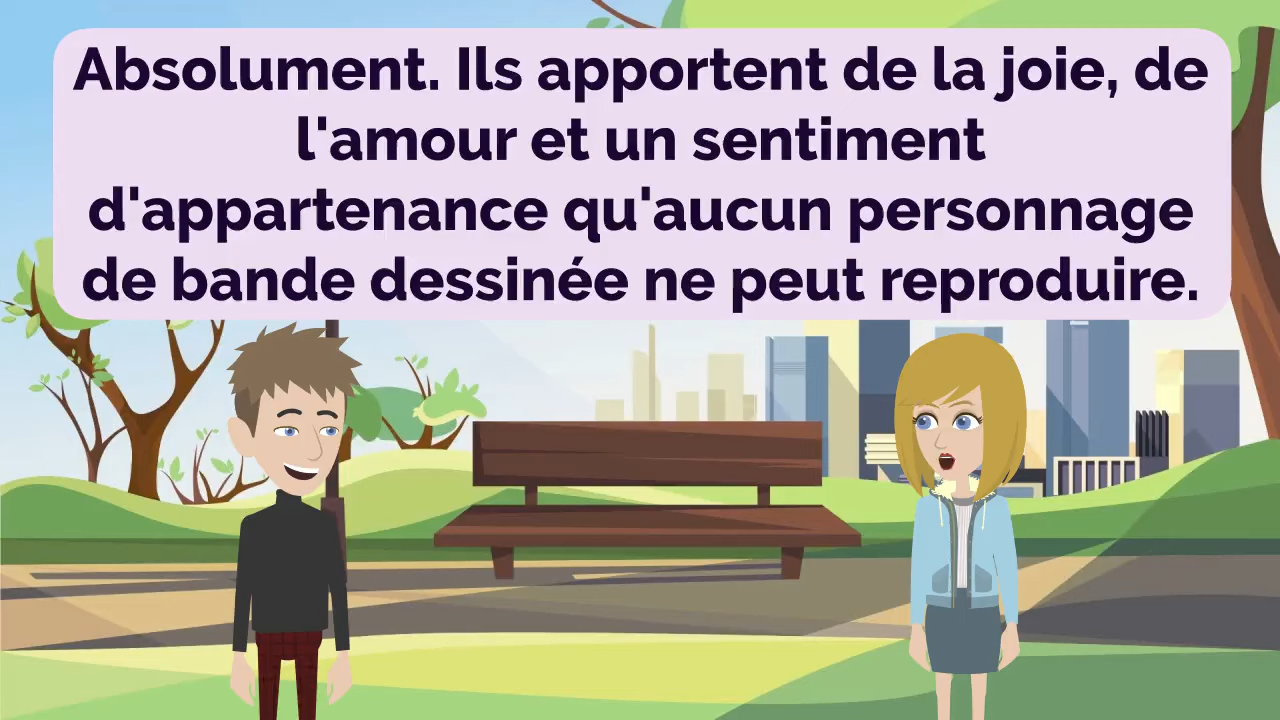 Absolument. Ils apportent de la joie, de
l'amour et un sentiment
d'appartenance qu'aucun personnage
de bande dessinée ne peut reproduire.